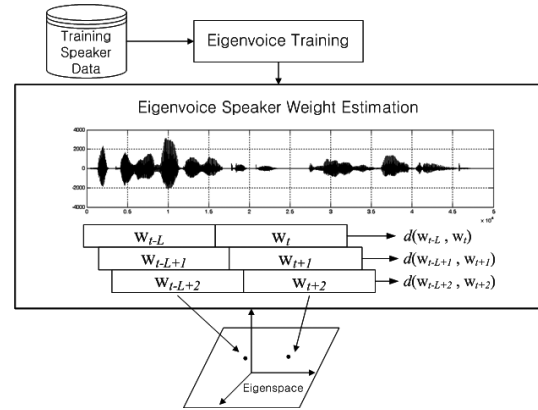 Training
Speaker
Data
Eigenvoice Training
Eigenvoice Speaker Weight Estimation
4000
2000
0
-2000
-4000
0 0.5 1 1.5 2 2.5 3 3.5 4 4.5 5
x 10⁴
w_{t-L} w_t d(w_{t-L} , w_t)
w_{t-L+1} w_{t+1} d(w_{t-L+1} , w_{t+1})
w_{t-L+2} w_{t+2} d(w_{t-L+2} , w_{t+2})
Eigenspace